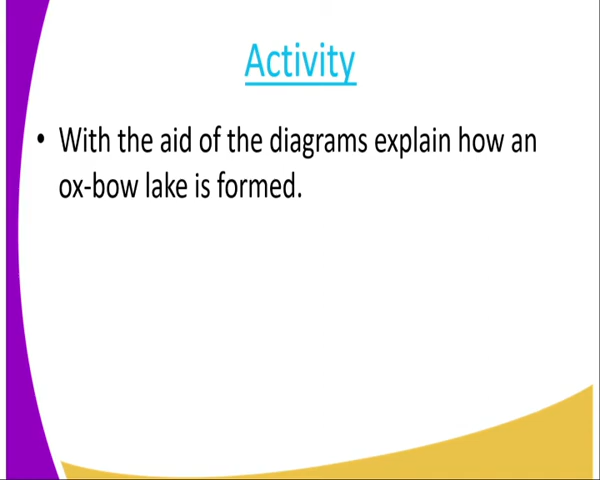 Activity
• With the aid of the diagrams explain how an
ox-bow lake is formed.